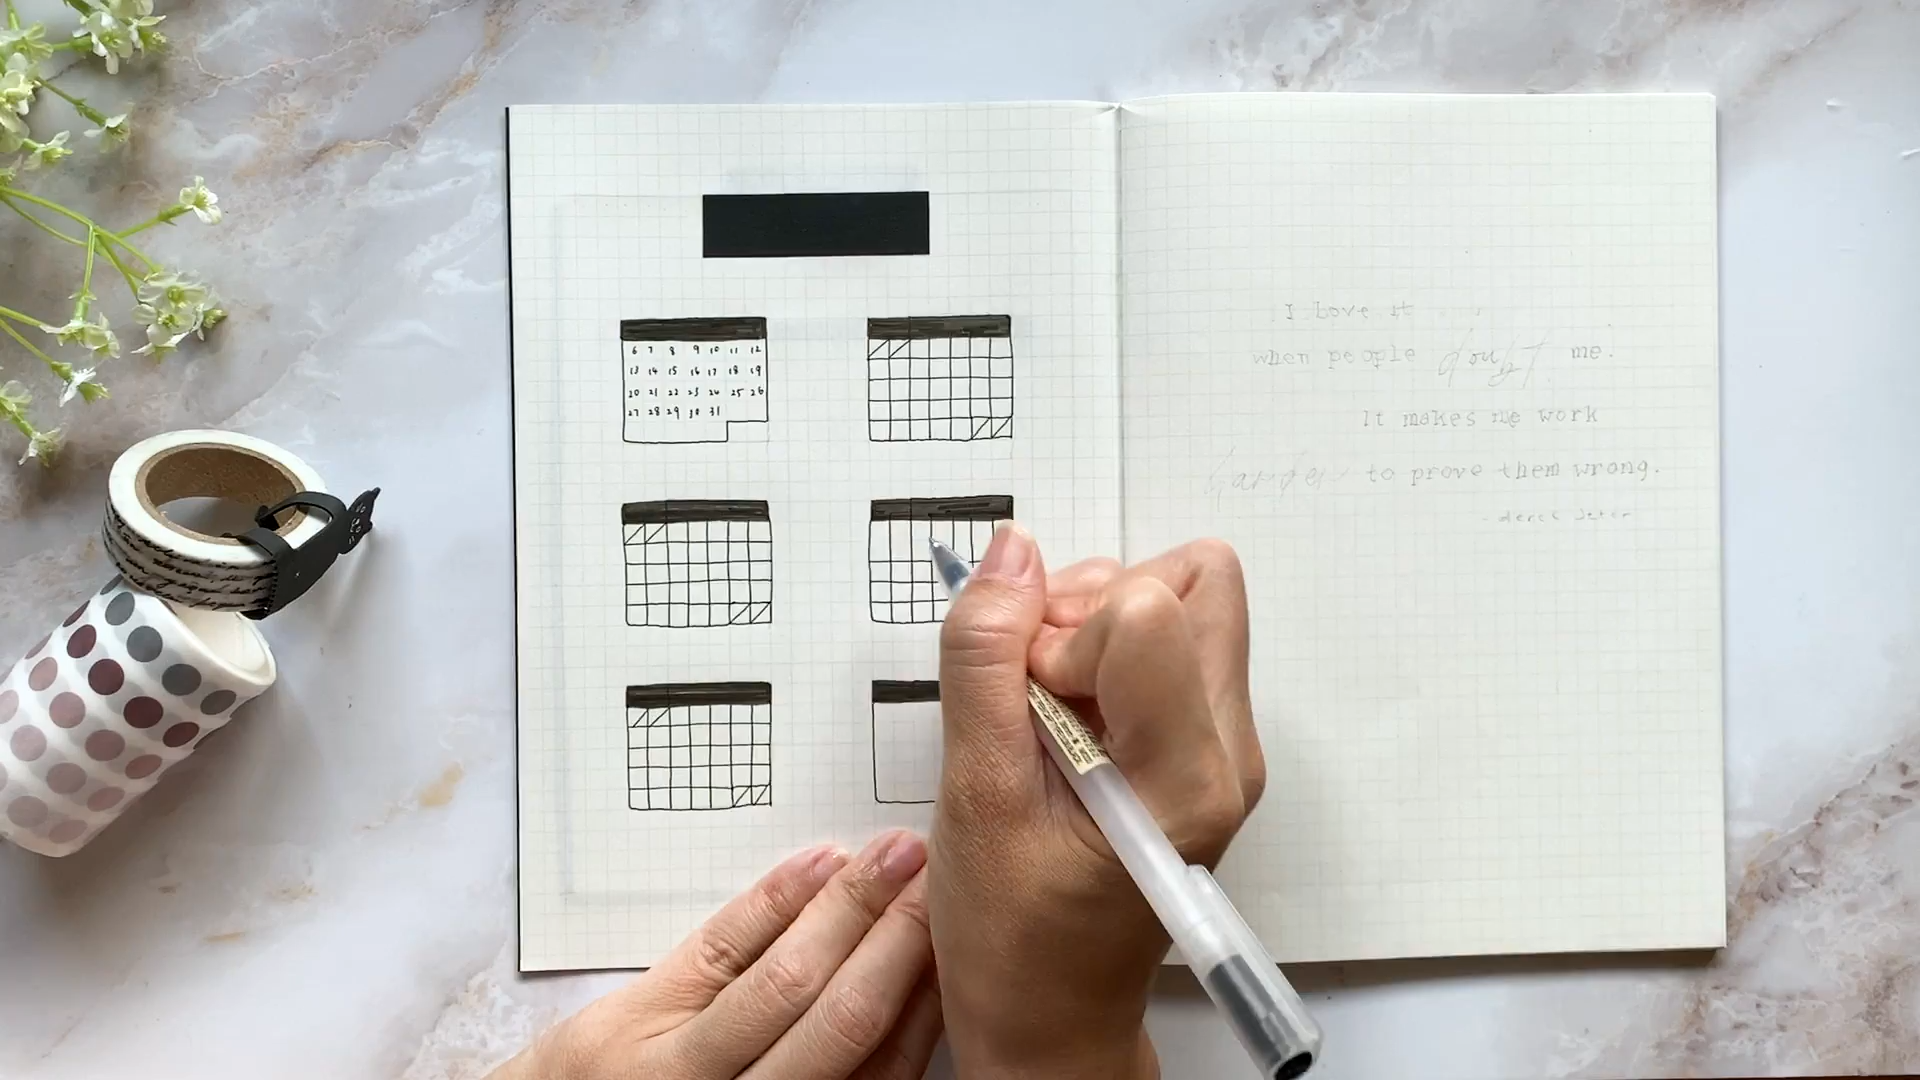 6 7 8 9 10 11 12
13 14 15 16 17 18 19
20 21 22 23 24 25 26
27 28 29 30 31
I love it
when people doubt me.
It makes me work
harder to prove them wrong.
- derek jeter